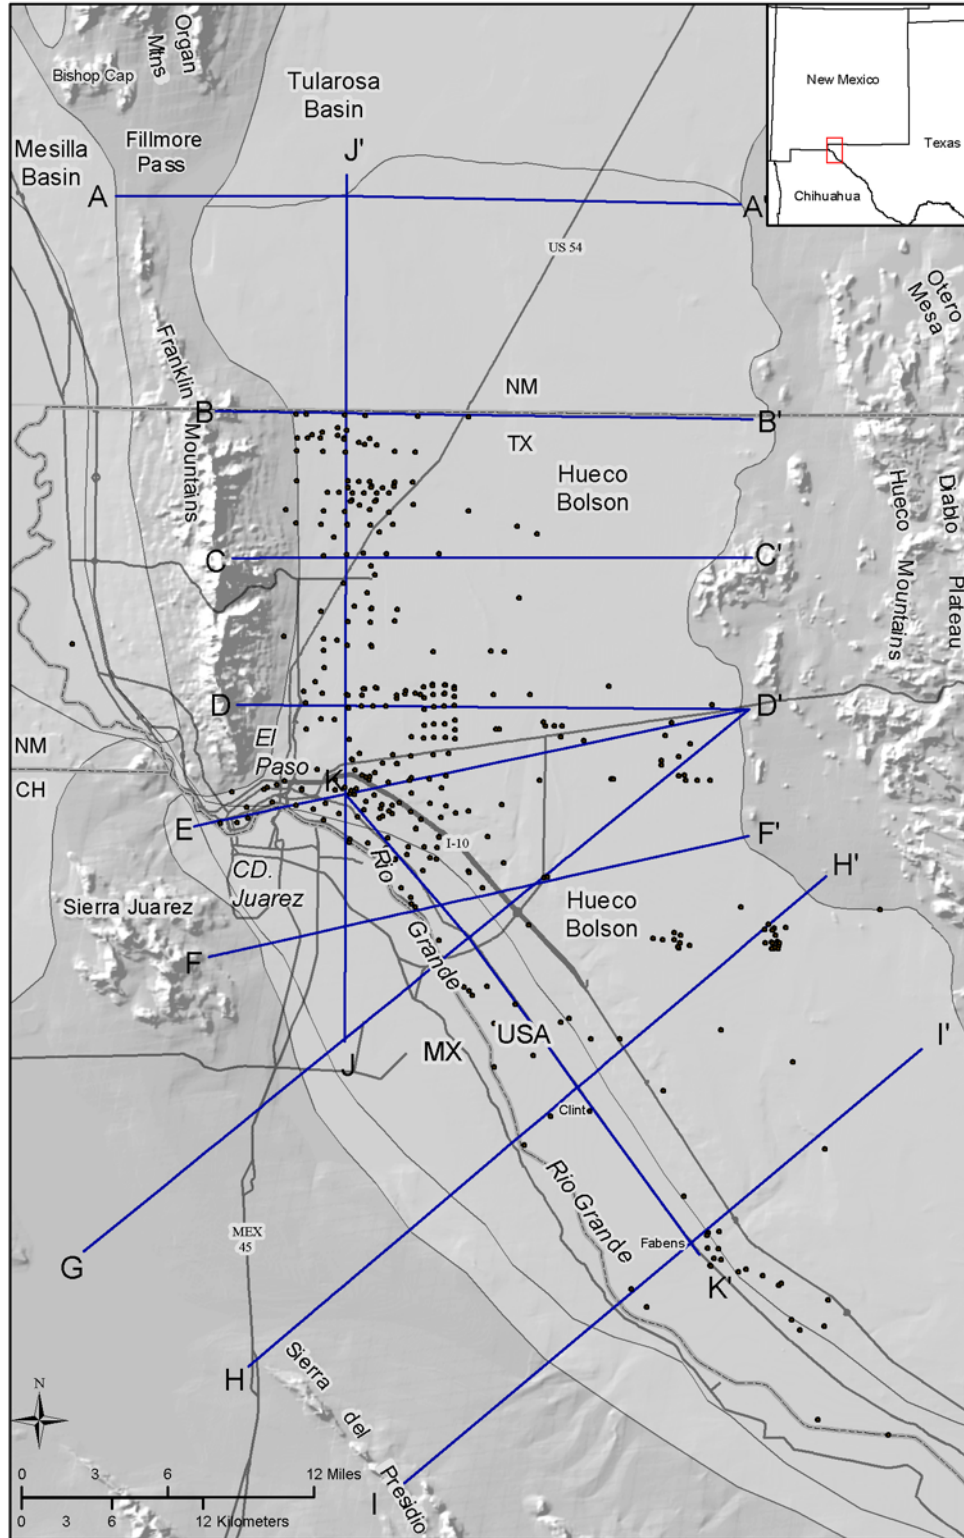 Organ
Mtns
Bishop Cap
Tularosa
Basin
New Mexico
Texas
Chihuahua
Fillmore
Pass
Mesilla
Basin
J'
A
A'
US 54
Otero
Mesa
Franklin
Mountains
NM
B
B'
TX
Hueco
Bolson
Hueco
Mountains
Diablo
Plateau
C
C'
D
D'
El
Paso
NM
CH
K
E
F'
I-10
Rio
Grande
CD.
Juarez
H'
Sierra Juarez
Hueco
Bolson
F
USA
MX
I'
J
Clint
Rio Grande
MEX
45
Fabens
G
K'
H
Sierra
del
Presidio
N
0 3 6 12 Miles
I
0 3 6 12 Kilometers